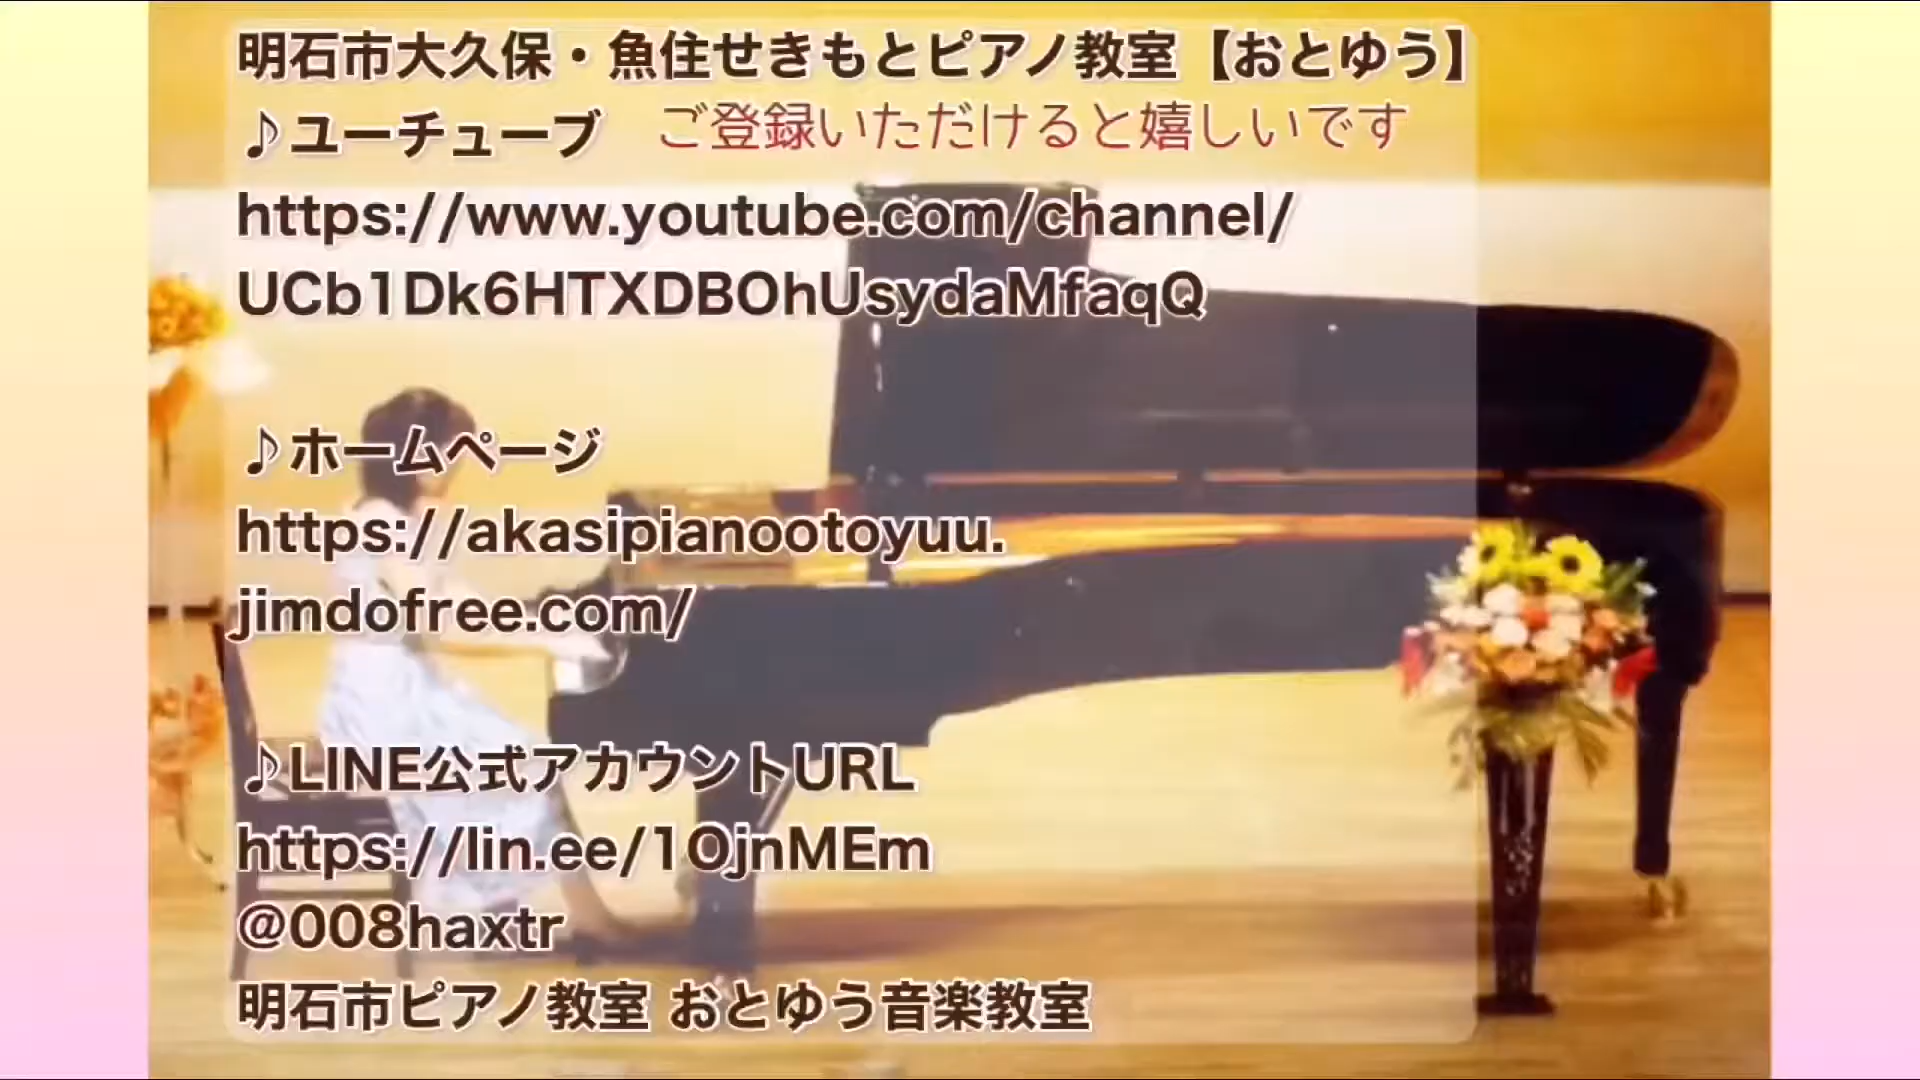 明石市大久保・魚住せきもとピアノ教室【おとゆう】
♪ユーチューブ　ご登録いただけると嬉しいです
https://www.youtube.com/channel/
UCb1Dk6HTXDBOhUsydaMfaqQ
♪ホームページ
https://akasipianootoyuu.
jimdofree.com/
♪LINE公式アカウントURL
https://lin.ee/1OjnMEm
@008haxtr
明石市ピアノ教室 おとゆう音楽教室